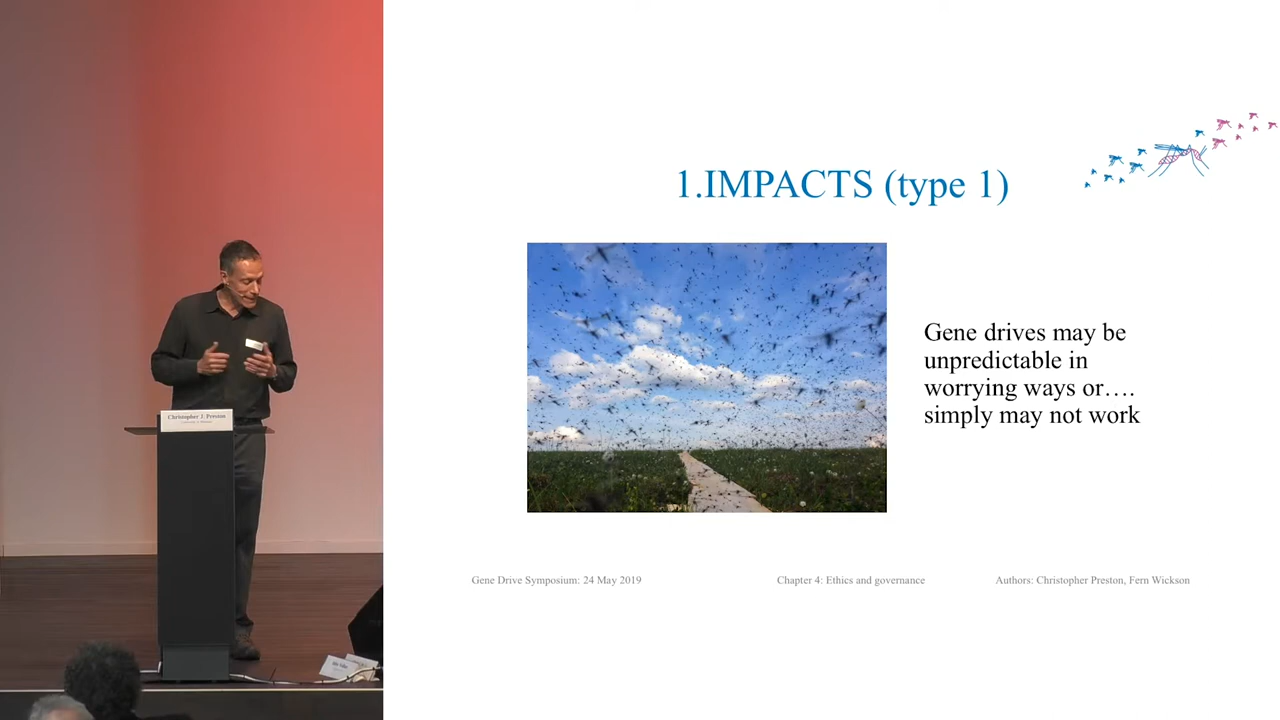 1.IMPACTS (type 1)
Gene drives may be
unpredictable in
worrying ways or….
simply may not work
Christopher J. Preston
Gene Drive Symposium: 24 May 2019
Chapter 4: Ethics and governance
Authors: Christopher Preston, Fern Wickson